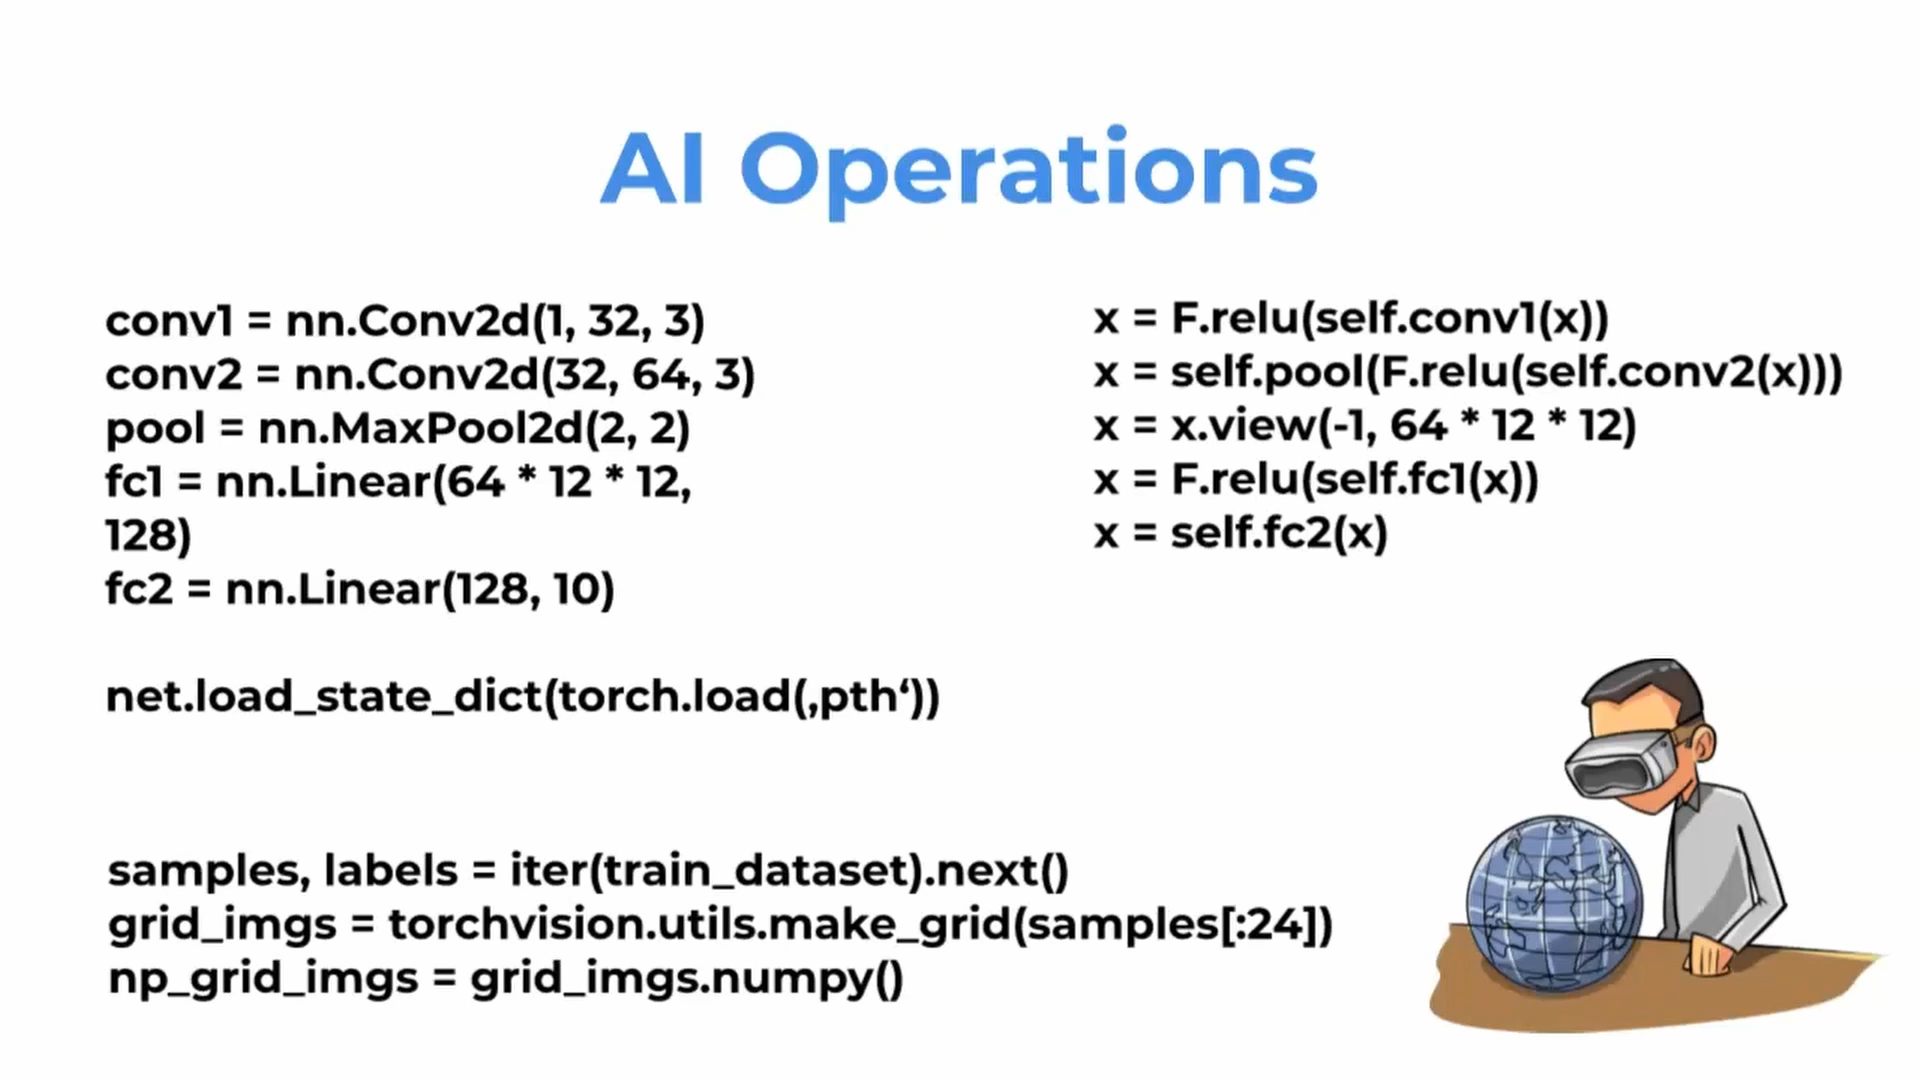 AI Operations
conv1 = nn.Conv2d(1, 32, 3)
conv2 = nn.Conv2d(32, 64, 3)
pool = nn.MaxPool2d(2, 2)
fc1 = nn.Linear(64 * 12 * 12,
128)
fc2 = nn.Linear(128, 10)
net.load_state_dict(torch.load(‚pth‘))
x = F.relu(self.conv1(x))
x = self.pool(F.relu(self.conv2(x)))
x = x.view(-1, 64 * 12 * 12)
x = F.relu(self.fc1(x))
x = self.fc2(x)
samples, labels = iter(train_dataset).next()
grid_imgs = torchvision.utils.make_grid(samples[:24])
np_grid_imgs = grid_imgs.numpy()